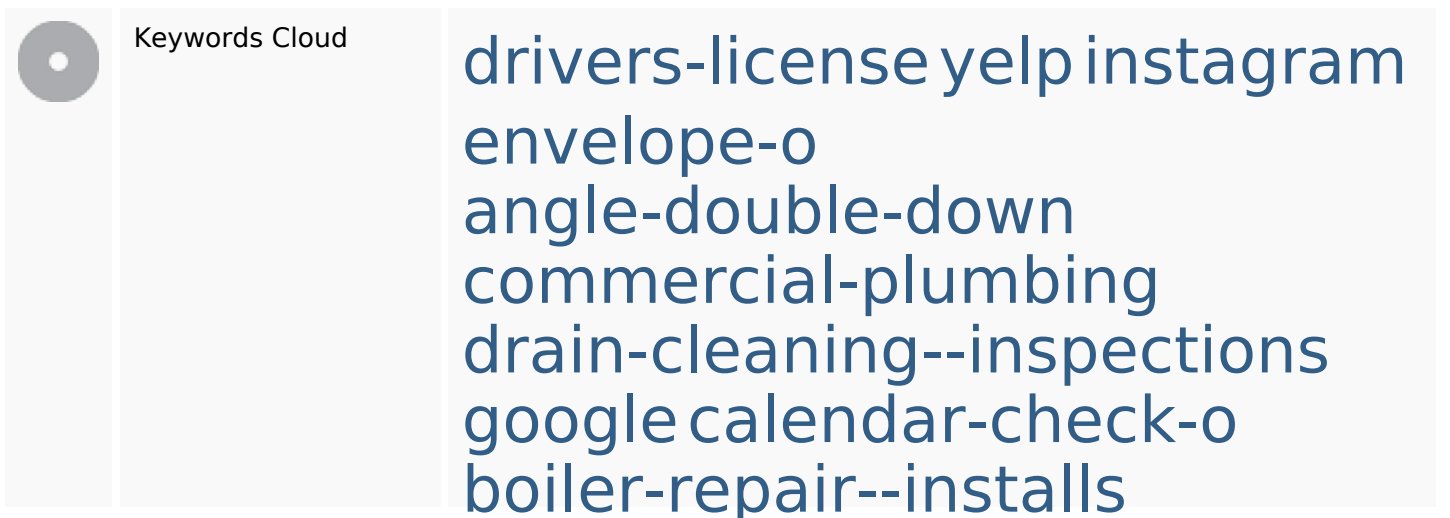 Keywords Cloud
drivers-license yelp instagram
envelope-o
angle-double-down
commercial-plumbing
drain-cleaning--inspections
google calendar-check-o
boiler-repair--installs